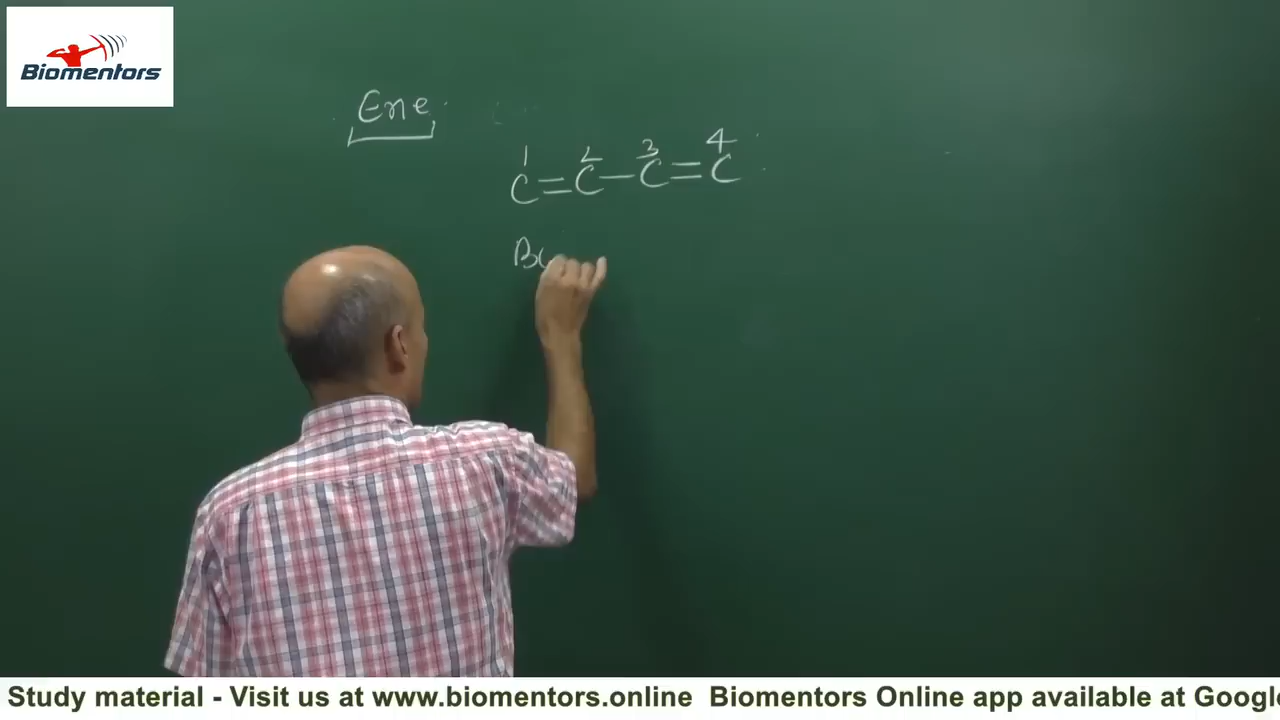 Biomentors
Ene
1 2 3 4
C=C—C=C
Bu
Study material - Visit us at www.biomentors.online Biomentors Online app available at Google